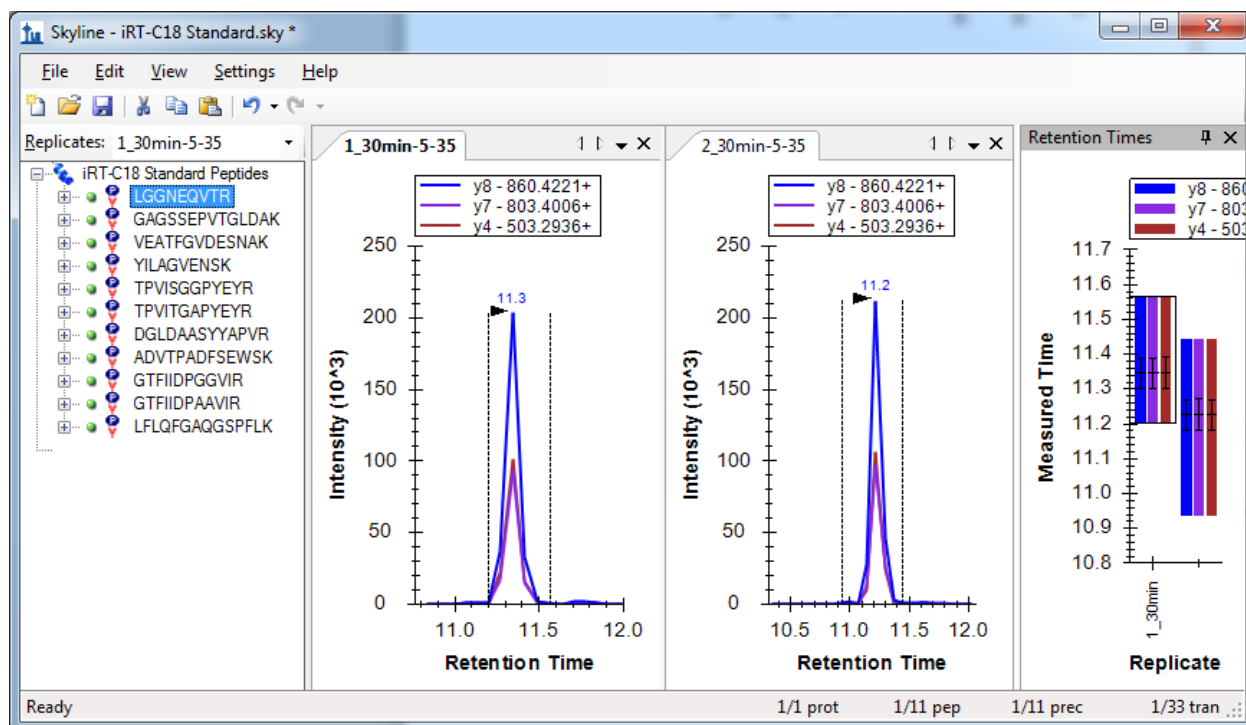 Skyline - iRT-C18 Standard.sky *
File Edit View Settings Help
Replicates: 1_30min-5-35
iRT-C18 Standard Peptides
LGGNEQVTR
GAGSSEPVTGLDAK
VEATFGVDESNAK
YILAGVENSK
TPVISGGPYEYR
TPVITGAPYEYR
DGLDAASYYAPVR
ADVTPADFSEWSK
GTFIIDPGGVIR
GTFIIDPAAVIR
LFLQFGAQGSPFLK
1_30min-5-35
y8 - 860.4221+
y7 - 803.4006+
y4 - 503.2936+
250
200
150
100
50
0
Intensity (10^3)
11.3
11.0 11.5 12.0
Retention Time
2_30min-5-35
y8 - 860.4221+
y7 - 803.4006+
y4 - 503.2936+
250
200
150
100
50
0
Intensity (10^3)
11.2
10.5 11.0 11.5 12.0
Retention Time
Retention Times
y8 - 860
y7 - 803
y4 - 503
11.7
11.6
11.5
11.4
11.3
11.2
11.1
11.0
10.9
10.8
Measured Time
1_30min
Replicate
Ready 1/1 prot 1/11 pep 1/11 prec 1/33 tran